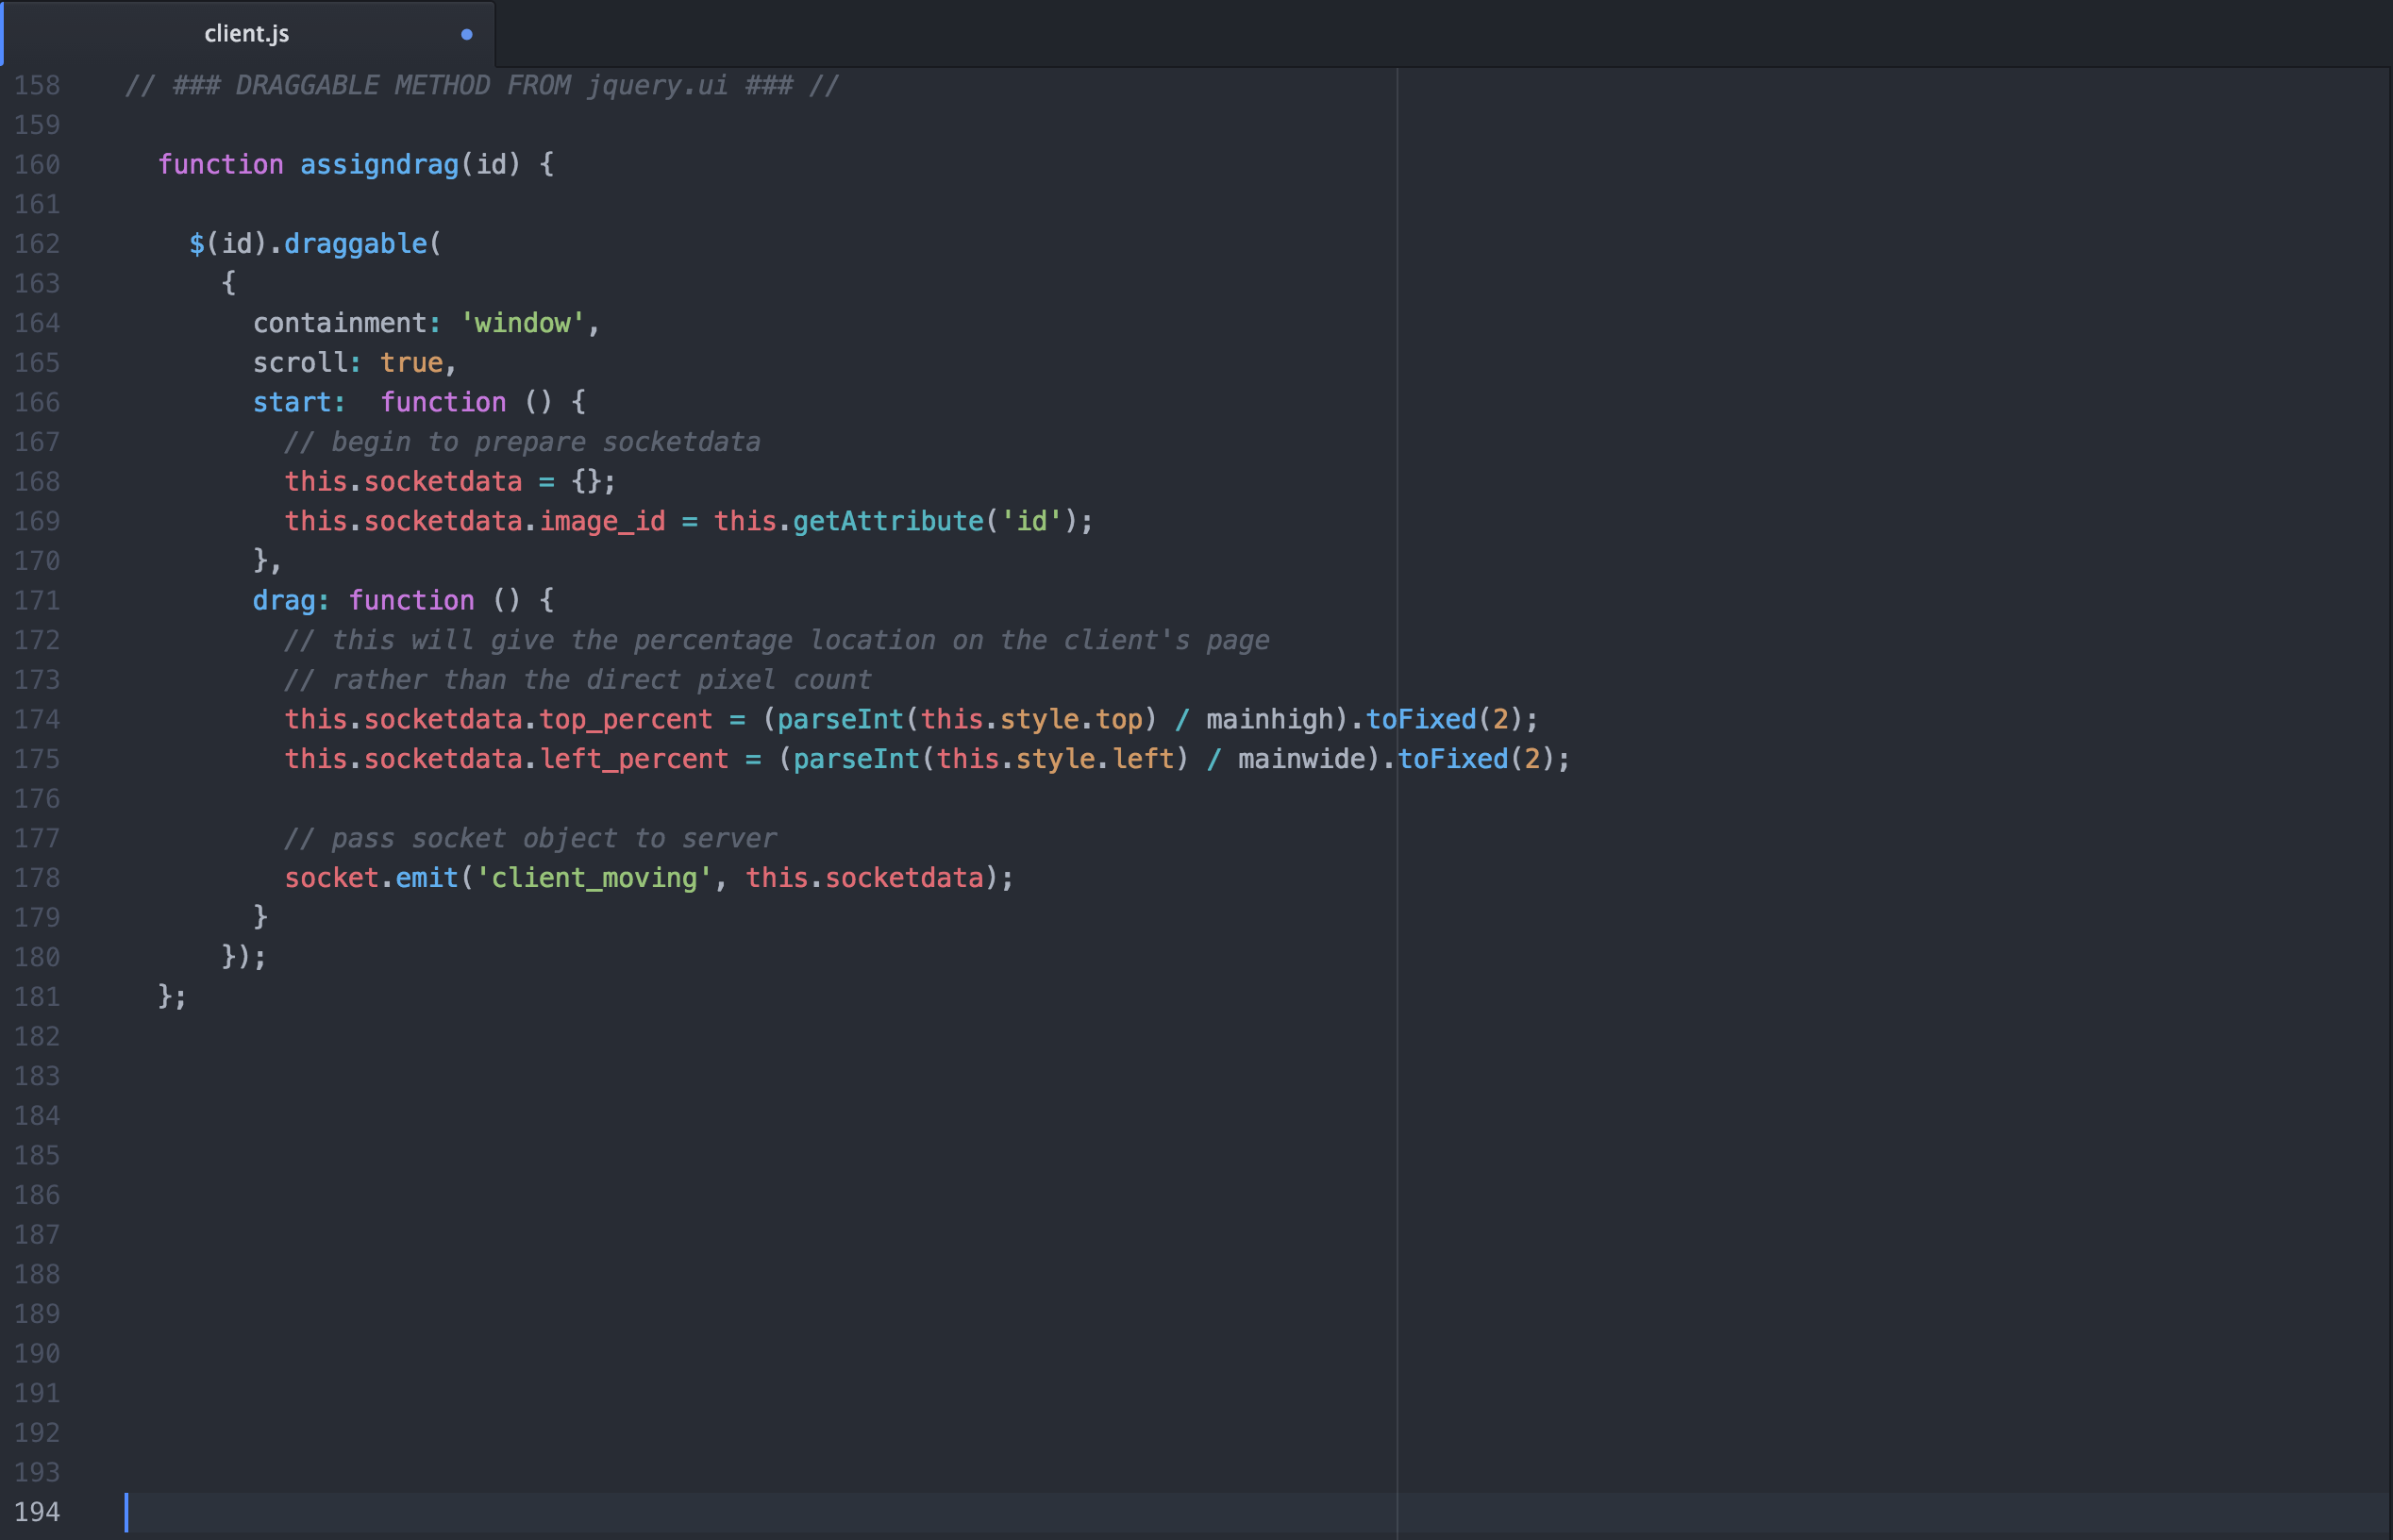 client.js
158 // ### DRAGGABLE METHOD FROM jquery.ui ### //
159
160 function assigndrag(id) {
161
162 $(id).draggable(
163 {
164 containment: 'window',
165 scroll: true,
166 start:  function () {
167 // begin to prepare socketdata
168 this.socketdata = {};
169 this.socketdata.image_id = this.getAttribute('id');
170 },
171 drag: function () {
172 // this will give the percentage location on the client's page
173 // rather than the direct pixel count
174 this.socketdata.top_percent = (parseInt(this.style.top) / mainhigh).toFixed(2);
175 this.socketdata.left_percent = (parseInt(this.style.left) / mainwide).toFixed(2);
176
177 // pass socket object to server
178 socket.emit('client_moving', this.socketdata);
179 }
180 });
181 };
182
183
184
185
186
187
188
189
190
191
192
193
194